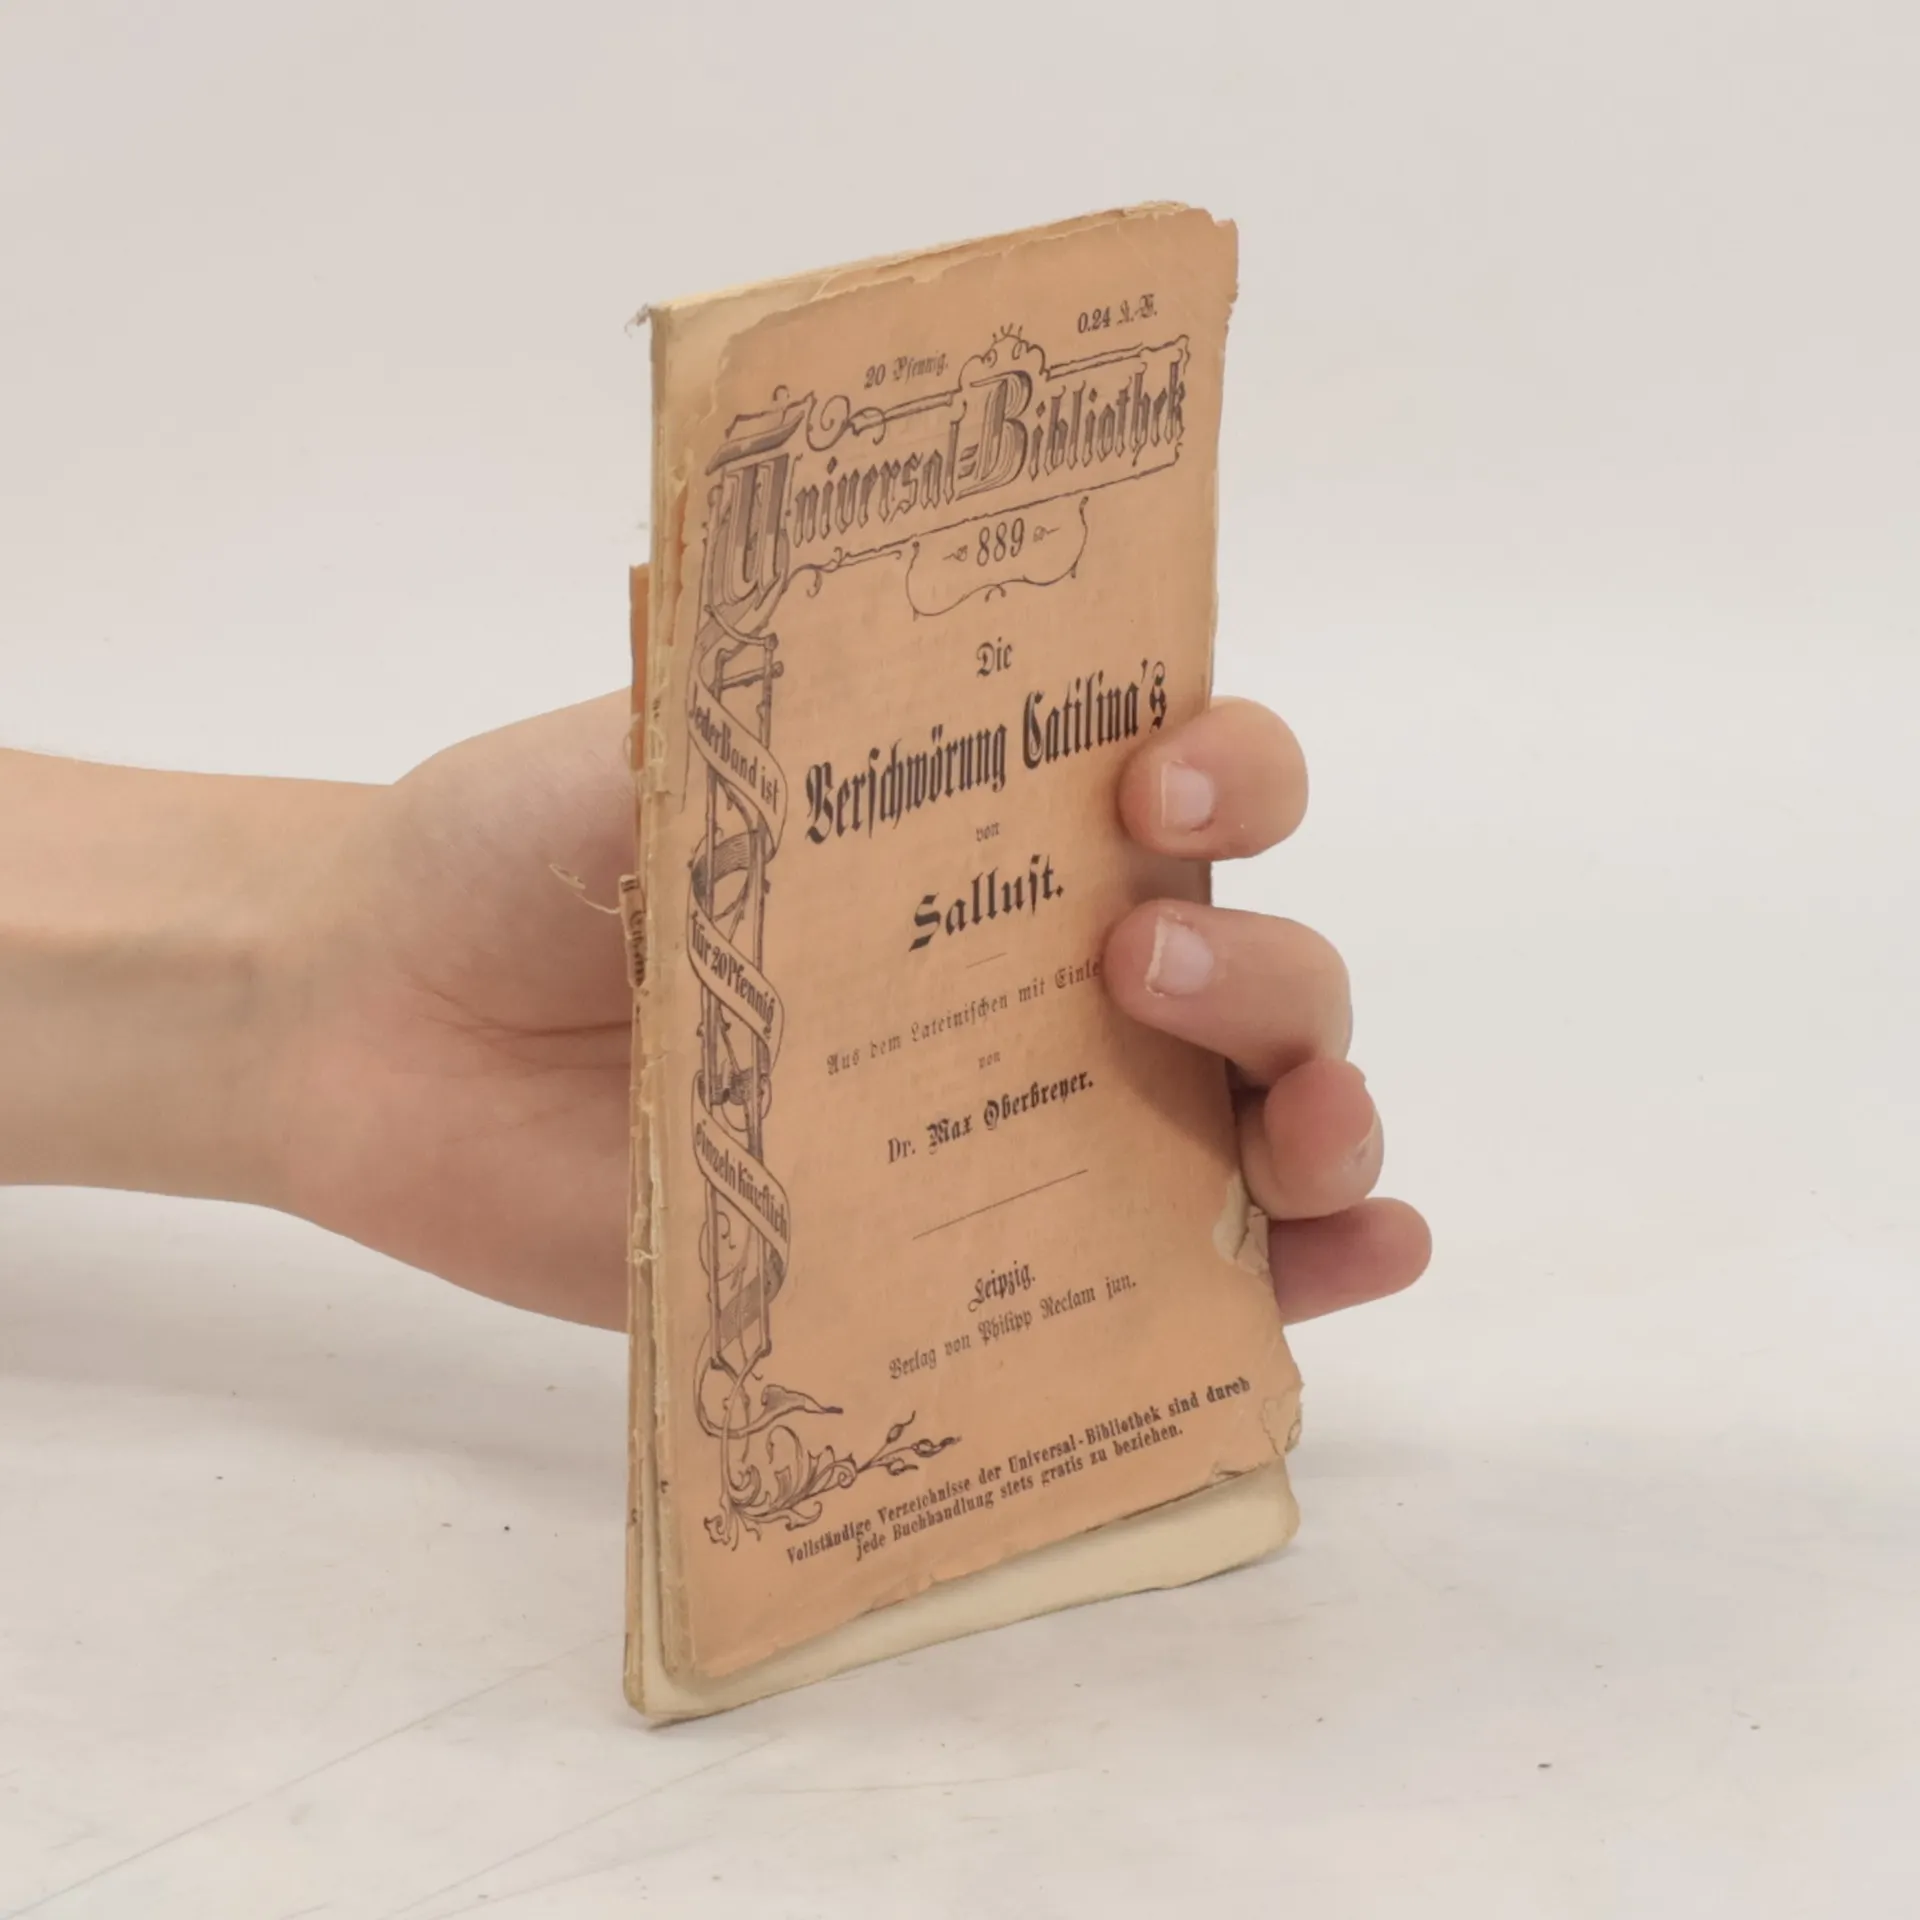 20 Pfennig.
0.24 K.-W.
Universal-Bibliothek
889
Die
Verschwörung Catilina's
von
Sallust.
Aus dem Lateinischen mit Einle
von
Dr. Max Oberbreyer.
Leipzig.
Verlag von Philipp Reclam jun.
Jeder Band ist
für 20 Pfennig
einzeln käuflich
Vollständige Verzeichnisse der Universal-Bibliothek sind durch
jede Buchhandlung stets gratis zu beziehen.